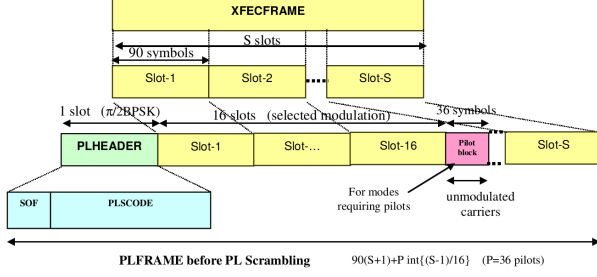 XFECFRAME
S slots
90 symbols
Slot-1 Slot-2 Slot-S
1 slot (π/2BPSK) 16 slots (selected modulation) 36 symbols
PLHEADER Slot-1 Slot-... Slot-16 Pilot block Slot-S
SOF PLSCODE
For modes requiring pilots
unmodulated carriers
PLFRAME before PL Scrambling 90(S+1)+P int{(S-1)/16} (P=36 pilots)